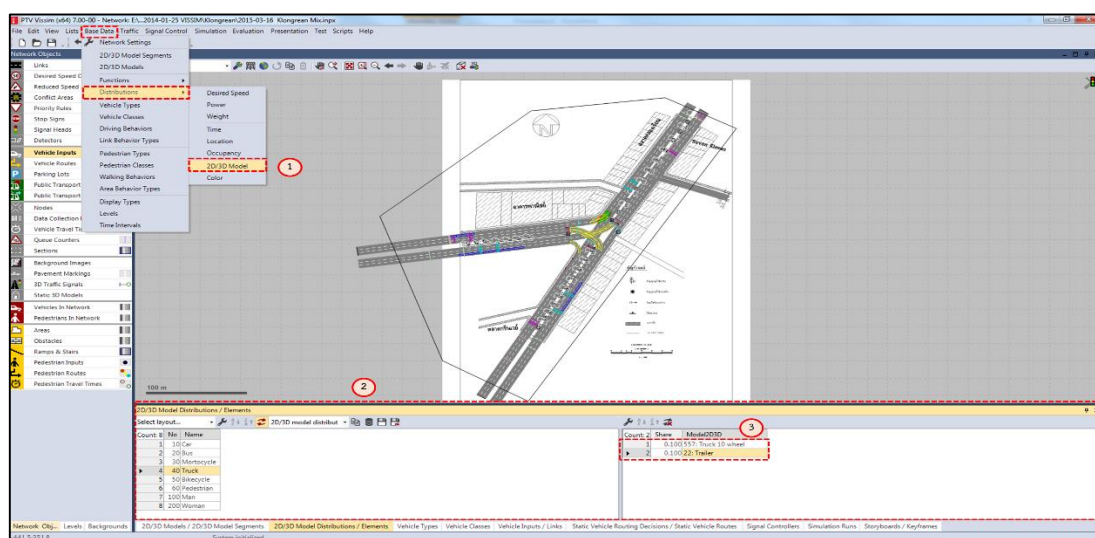 PTV Vissim (x64) 7.00-00 - Network: E:\...2014-01-25 VISSIM\Klongrean\2015-03-16 Klongrean Mix.inpx
File Edit View Lists Base Data Traffic Signal Control Simulation Evaluation Presentation Test Scripts Help
Network Objects
Links
Desired Speed D
Reduced Speed
Conflict Areas
Priority Rules
Stop Signs
Signal Heads
Detectors
Vehicle Inputs
Vehicle Routes
Parking Lots
Public Transport
Public Transport
Nodes
Data Collection
Vehicle Travel Ti
Queue Counters
Sections
Background Images
Pavement Markings
3D Traffic Signals
Static 3D Models
Vehicles In Network
Pedestrians In Network
Areas
Obstacles
Ramps & Stairs
Pedestrian Inputs
Pedestrian Routes
Pedestrian Travel Times
Network Settings
2D/3D Model Segments
2D/3D Models
Functions
Distributions
Vehicle Types
Vehicle Classes
Driving Behaviors
Link Behavior Types
Pedestrian Types
Pedestrian Classes
Walking Behaviors
Area Behavior Types
Display Types
Levels
Time Intervals
Desired Speed
Power
Weight
Time
Location
Occupancy
2D/3D Model
Color
1
N
100 m
2
2D/3D Model Distributions / Elements
Select layout... 2D/3D model distribut
Count: 8 No Name
1 10 Car
2 20 Bus
3 30 Mortocycle
4 40 Truck
5 50 Bikecycle
6 60 Pedestrian
7 100 Man
8 200 Woman
3
Count: 2 Share Model2D3D
1 0.100 557: Truck 10 wheel
2 0.100 22: Trailer
Network Obj... Levels Backgrounds
2D/3D Models / 2D/3D Model Segments 2D/3D Model Distributions / Elements Vehicle Types Vehicle Classes Vehicle Inputs / Links Static Vehicle Routing Decisions / Static Vehicle Routes Signal Controllers Simulation Runs Storyboards / Keyframes